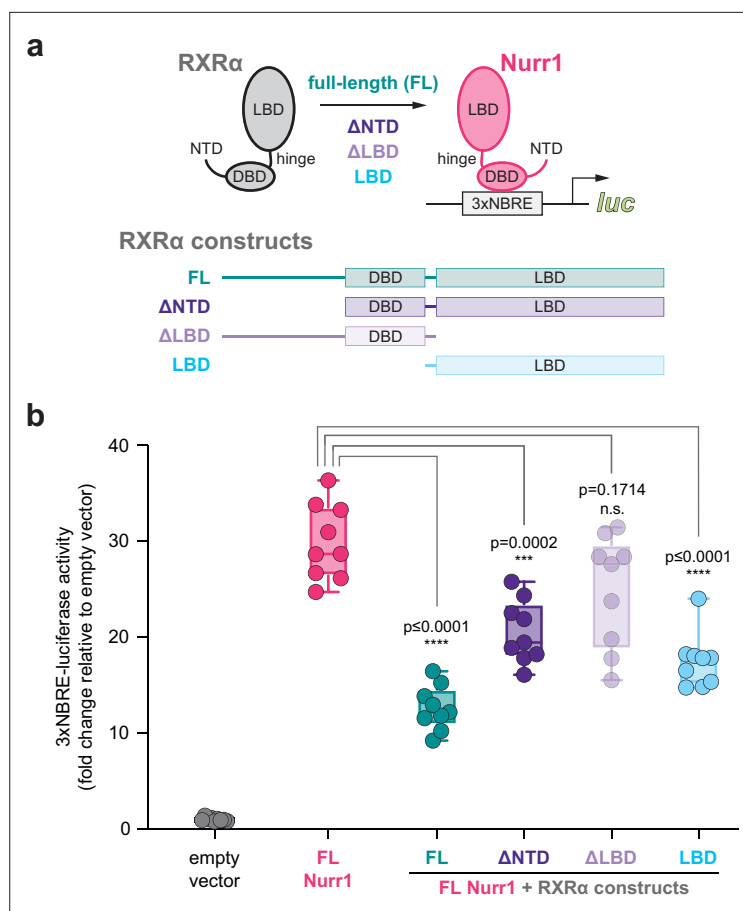 a
RXRα
Nurr1
full-length (FL)
LBD
LBD
ΔNTD
NTD
ΔLBD
NTD
hinge
hinge
DBD
LBD
DBD
3xNBRE
luc
RXRα constructs
FL
DBD
LBD
ΔNTD
DBD
LBD
ΔLBD
DBD
LBD
LBD
b
3xNBRE-luciferase activity
(fold change relative to empty vector)
40
30
20
10
0
p≤0.0001
****
p=0.0002
***
p=0.1714
n.s.
p≤0.0001
****
empty
vector
FL
Nurr1
FL
ΔNTD
ΔLBD
LBD
FL Nurr1 + RXRα constructs